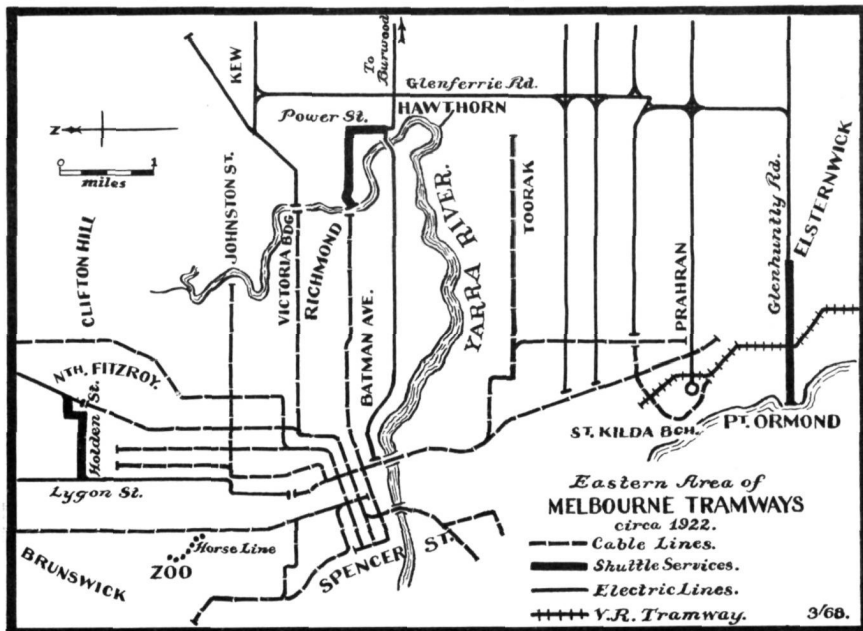 KEW
To Burwood
Glenferrie Rd.
Power St.
HAWTHORN
Z
0 1
miles
JOHNSTON ST.
VICTORIA BDG
RICHMOND
BATMAN AVE.
YARRA RIVER.
TOORAK
PRAHRAN
Glenhuntly Rd.
ELSTERNWICK
CLIFTON HILL
NTH. FITZROY.
Holden St.
Lygon St.
BRUNSWICK
ZOO
Horse Line
SPENCER ST.
ST. KILDA BCH.
PT. ORMOND
Eastern Area of
MELBOURNE TRAMWAYS
circa 1922.
Cable Lines.
Shuttle Services.
Electric Lines.
V.R. Tramway.
3/68.